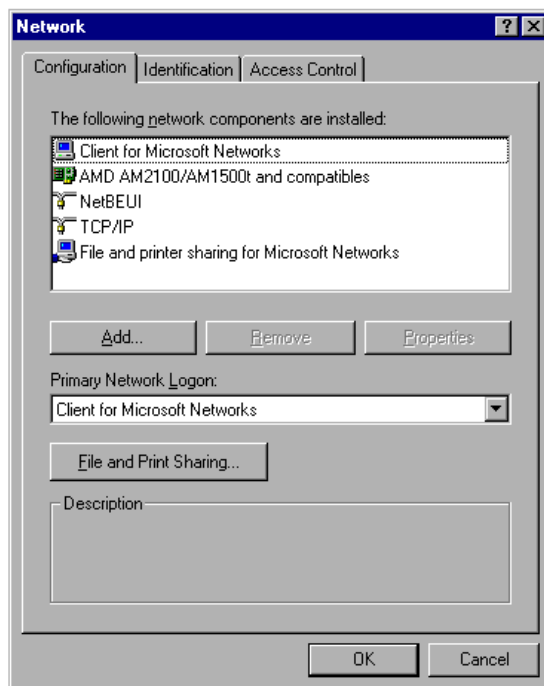 Network
Configuration Identification Access Control
The following network components are installed:
Client for Microsoft Networks
AMD AM2100/AM1500t and compatibles
NetBEUI
TCP/IP
File and printer sharing for Microsoft Networks
Add... Remove Properties
Primary Network Logon:
Client for Microsoft Networks
File and Print Sharing...
Description
OK Cancel